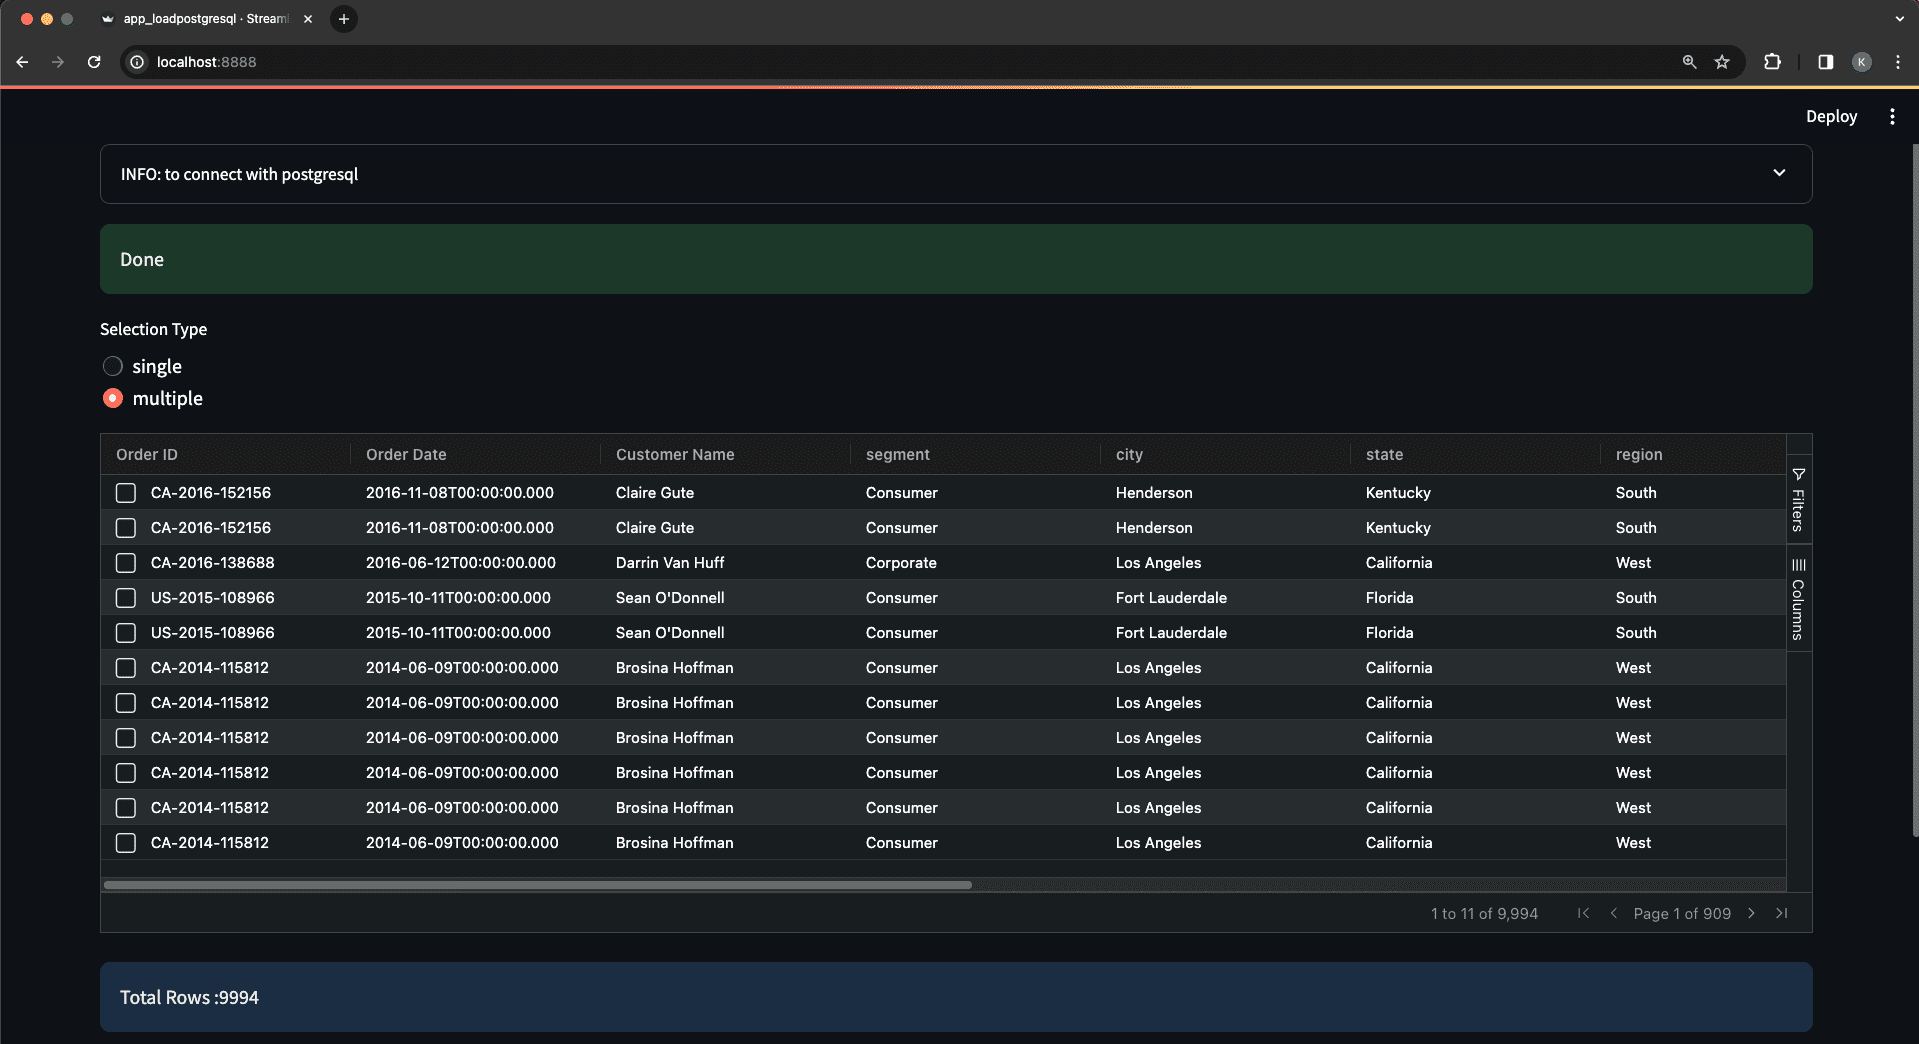 app_loadpostgresql · Streaml
localhost:8888
K
Deploy
INFO: to connect with postgresql
Done
Selection Type
single
multiple
Order ID Order Date Customer Name segment city state region
CA-2016-152156 2016-11-08T00:00:00.000 Claire Gute Consumer Henderson Kentucky South
CA-2016-152156 2016-11-08T00:00:00.000 Claire Gute Consumer Henderson Kentucky South
CA-2016-138688 2016-06-12T00:00:00.000 Darrin Van Huff Corporate Los Angeles California West
US-2015-108966 2015-10-11T00:00:00.000 Sean O'Donnell Consumer Fort Lauderdale Florida South
US-2015-108966 2015-10-11T00:00:00.000 Sean O'Donnell Consumer Fort Lauderdale Florida South
CA-2014-115812 2014-06-09T00:00:00.000 Brosina Hoffman Consumer Los Angeles California West
CA-2014-115812 2014-06-09T00:00:00.000 Brosina Hoffman Consumer Los Angeles California West
CA-2014-115812 2014-06-09T00:00:00.000 Brosina Hoffman Consumer Los Angeles California West
CA-2014-115812 2014-06-09T00:00:00.000 Brosina Hoffman Consumer Los Angeles California West
CA-2014-115812 2014-06-09T00:00:00.000 Brosina Hoffman Consumer Los Angeles California West
CA-2014-115812 2014-06-09T00:00:00.000 Brosina Hoffman Consumer Los Angeles California West
Filters
Columns
1 to 11 of 9,994 Page 1 of 909
Total Rows :9994